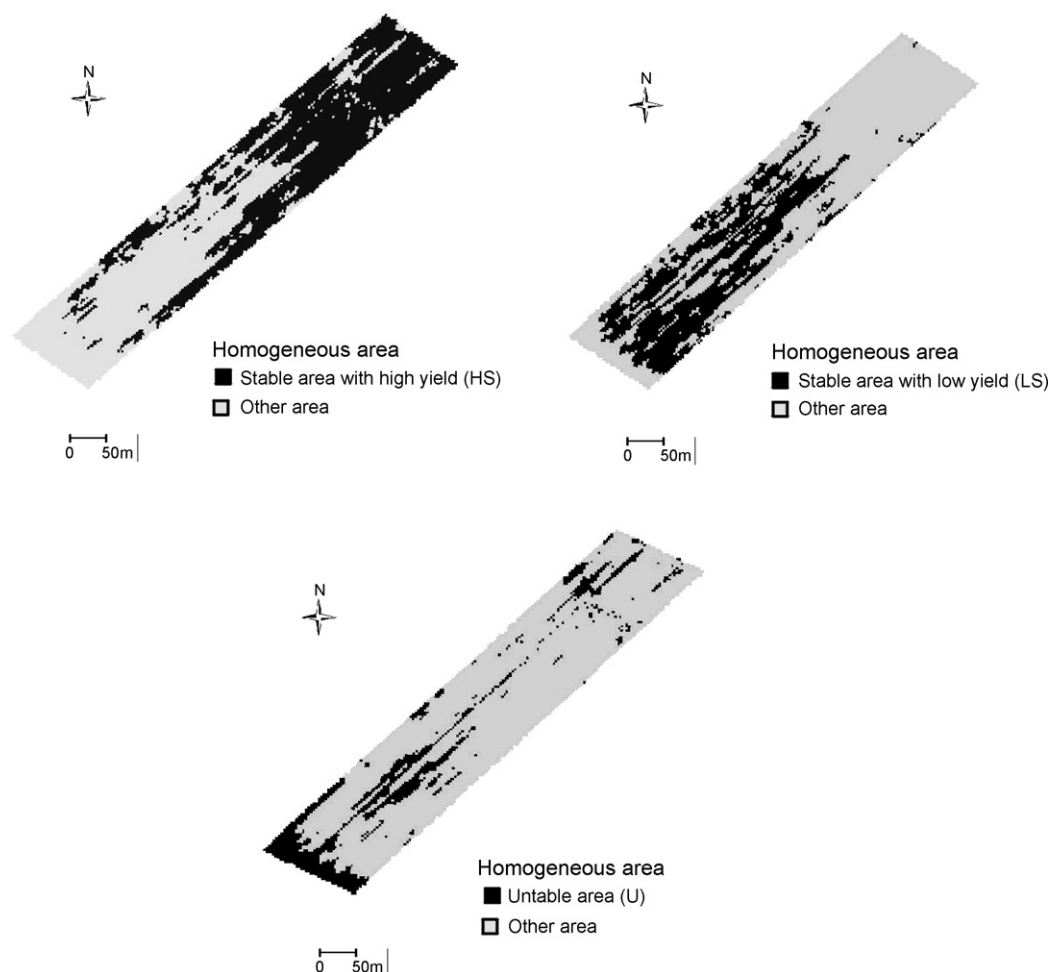 N
Homogeneous area
Stable area with high yield (HS)
Other area
0 50m
N
Homogeneous area
Stable area with low yield (LS)
Other area
0 50m
N
Homogeneous area
Untable area (U)
Other area
0 50m